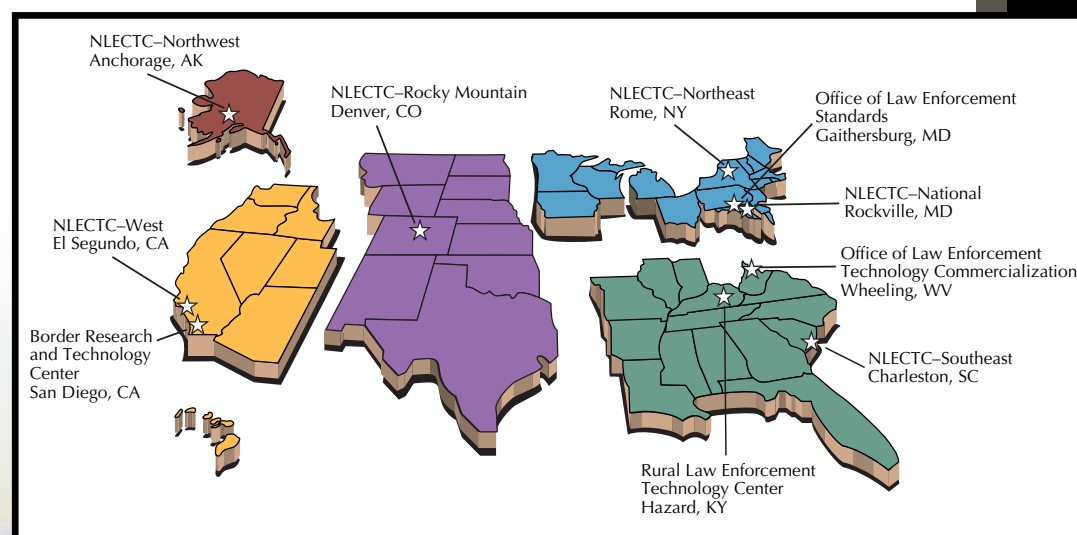 NLECTC–Northwest
Anchorage, AK
NLECTC–Rocky Mountain
Denver, CO
NLECTC–Northeast
Rome, NY
Office of Law Enforcement
Standards
Gaithersburg, MD
NLECTC–National
Rockville, MD
NLECTC–West
El Segundo, CA
Office of Law Enforcement
Technology Commercialization
Wheeling, WV
Border Research
and Technology
Center
San Diego, CA
NLECTC–Southeast
Charleston, SC
Rural Law Enforcement
Technology Center
Hazard, KY